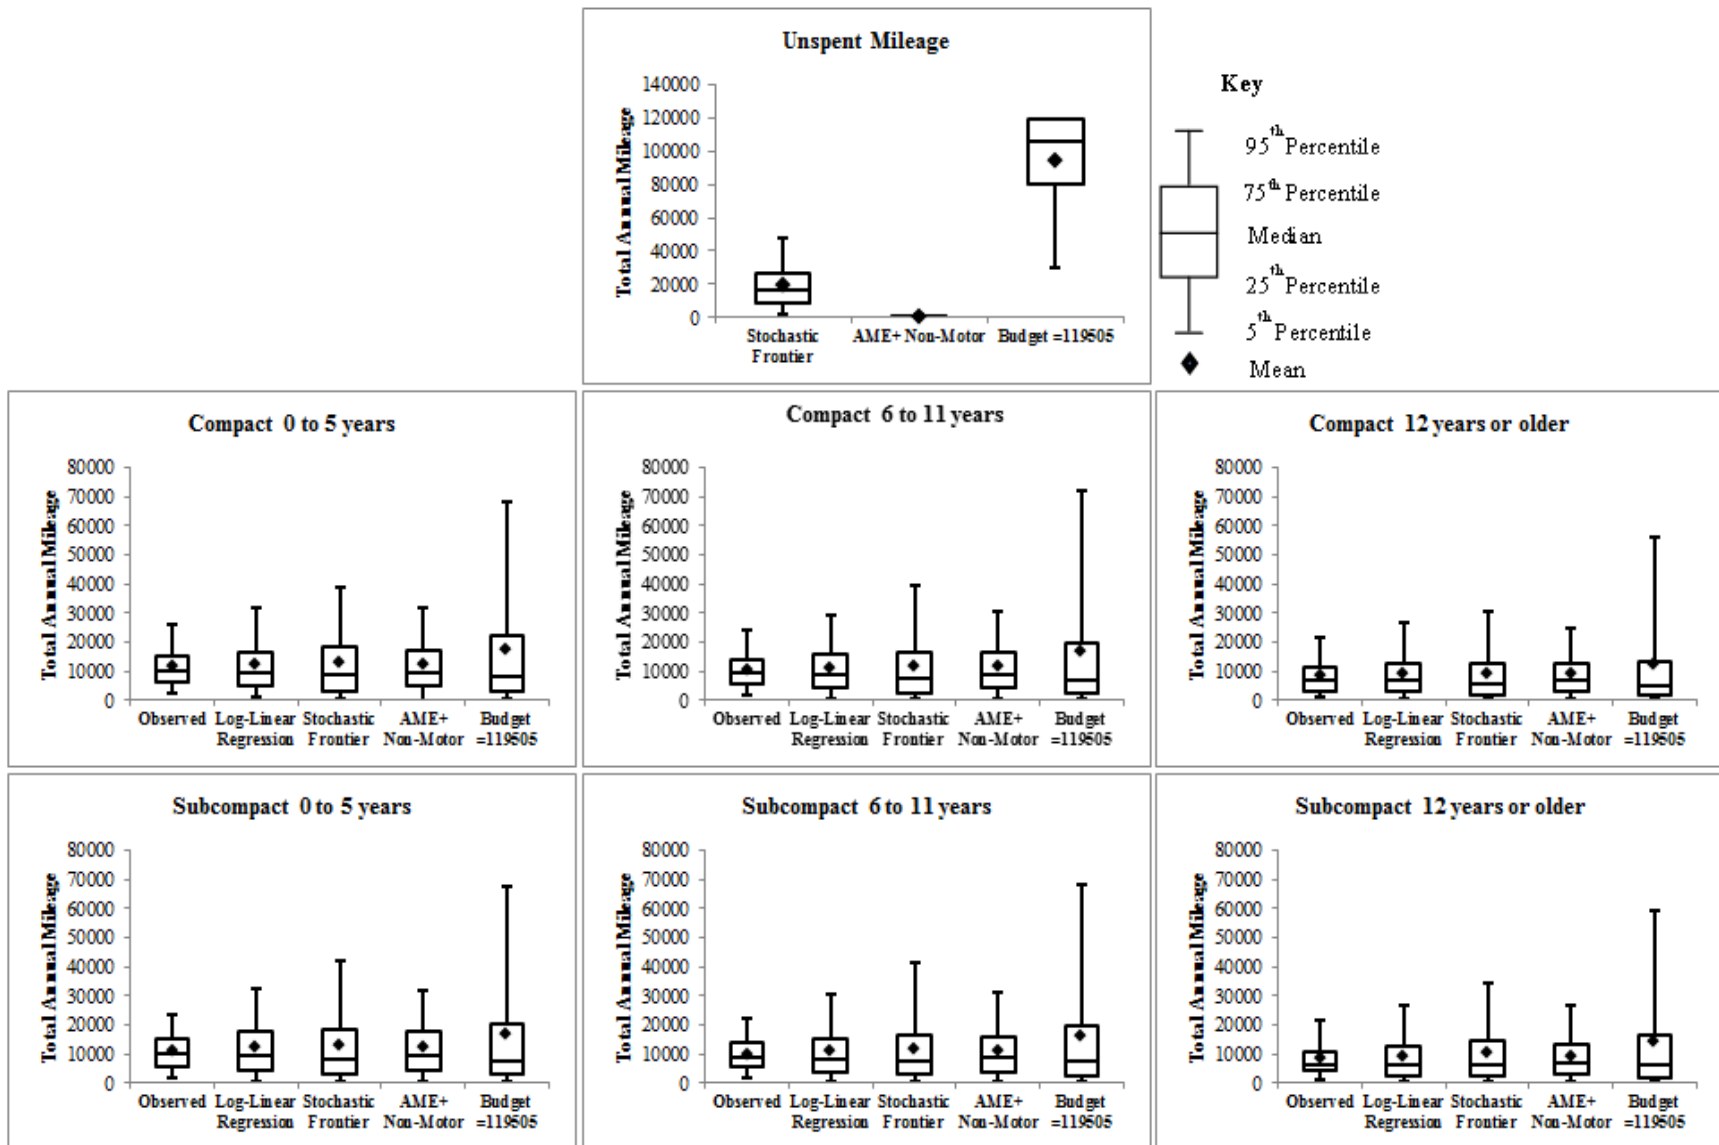 Unspent Mileage
Total Annual Mileage
140000
120000
100000
80000
60000
40000
20000
0
Stochastic Frontier
AME+ Non-Motor
Budget =119505
Key
95th Percentile
75th Percentile
Median
25th Percentile
5th Percentile
Mean
Compact 0 to 5 years
Total Annual Mileage
80000
70000
60000
50000
40000
30000
20000
10000
0
Observed Log-Linear Stochastic AME+ Budget
Regression Frontier Non-Motor =119505
Compact 6 to 11 years
Total Annual Mileage
80000
70000
60000
50000
40000
30000
20000
10000
0
Observed Log-Linear Stochastic AME+ Budget
Regression Frontier Non-Motor =119505
Compact 12 years or older
Total Annual Mileage
80000
70000
60000
50000
40000
30000
20000
10000
0
Observed Log-Linear Stochastic AME+ Budget
Regression Frontier Non-Motor =119505
Subcompact 0 to 5 years
Total Annual Mileage
80000
70000
60000
50000
40000
30000
20000
10000
0
Observed Log-Linear Stochastic AME+ Budget
Regression Frontier Non-Motor =119505
Subcompact 6 to 11 years
Total Annual Mileage
80000
70000
60000
50000
40000
30000
20000
10000
0
Observed Log-Linear Stochastic AME+ Budget
Regression Frontier Non-Motor =119505
Subcompact 12 years or older
Total Annual Mileage
80000
70000
60000
50000
40000
30000
20000
10000
0
Observed Log-Linear Stochastic AME+ Budget
Regression Frontier Non-Motor =119505